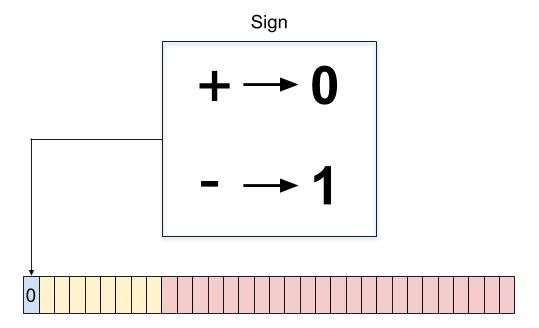 Sign
+ → 0
- → 1
0